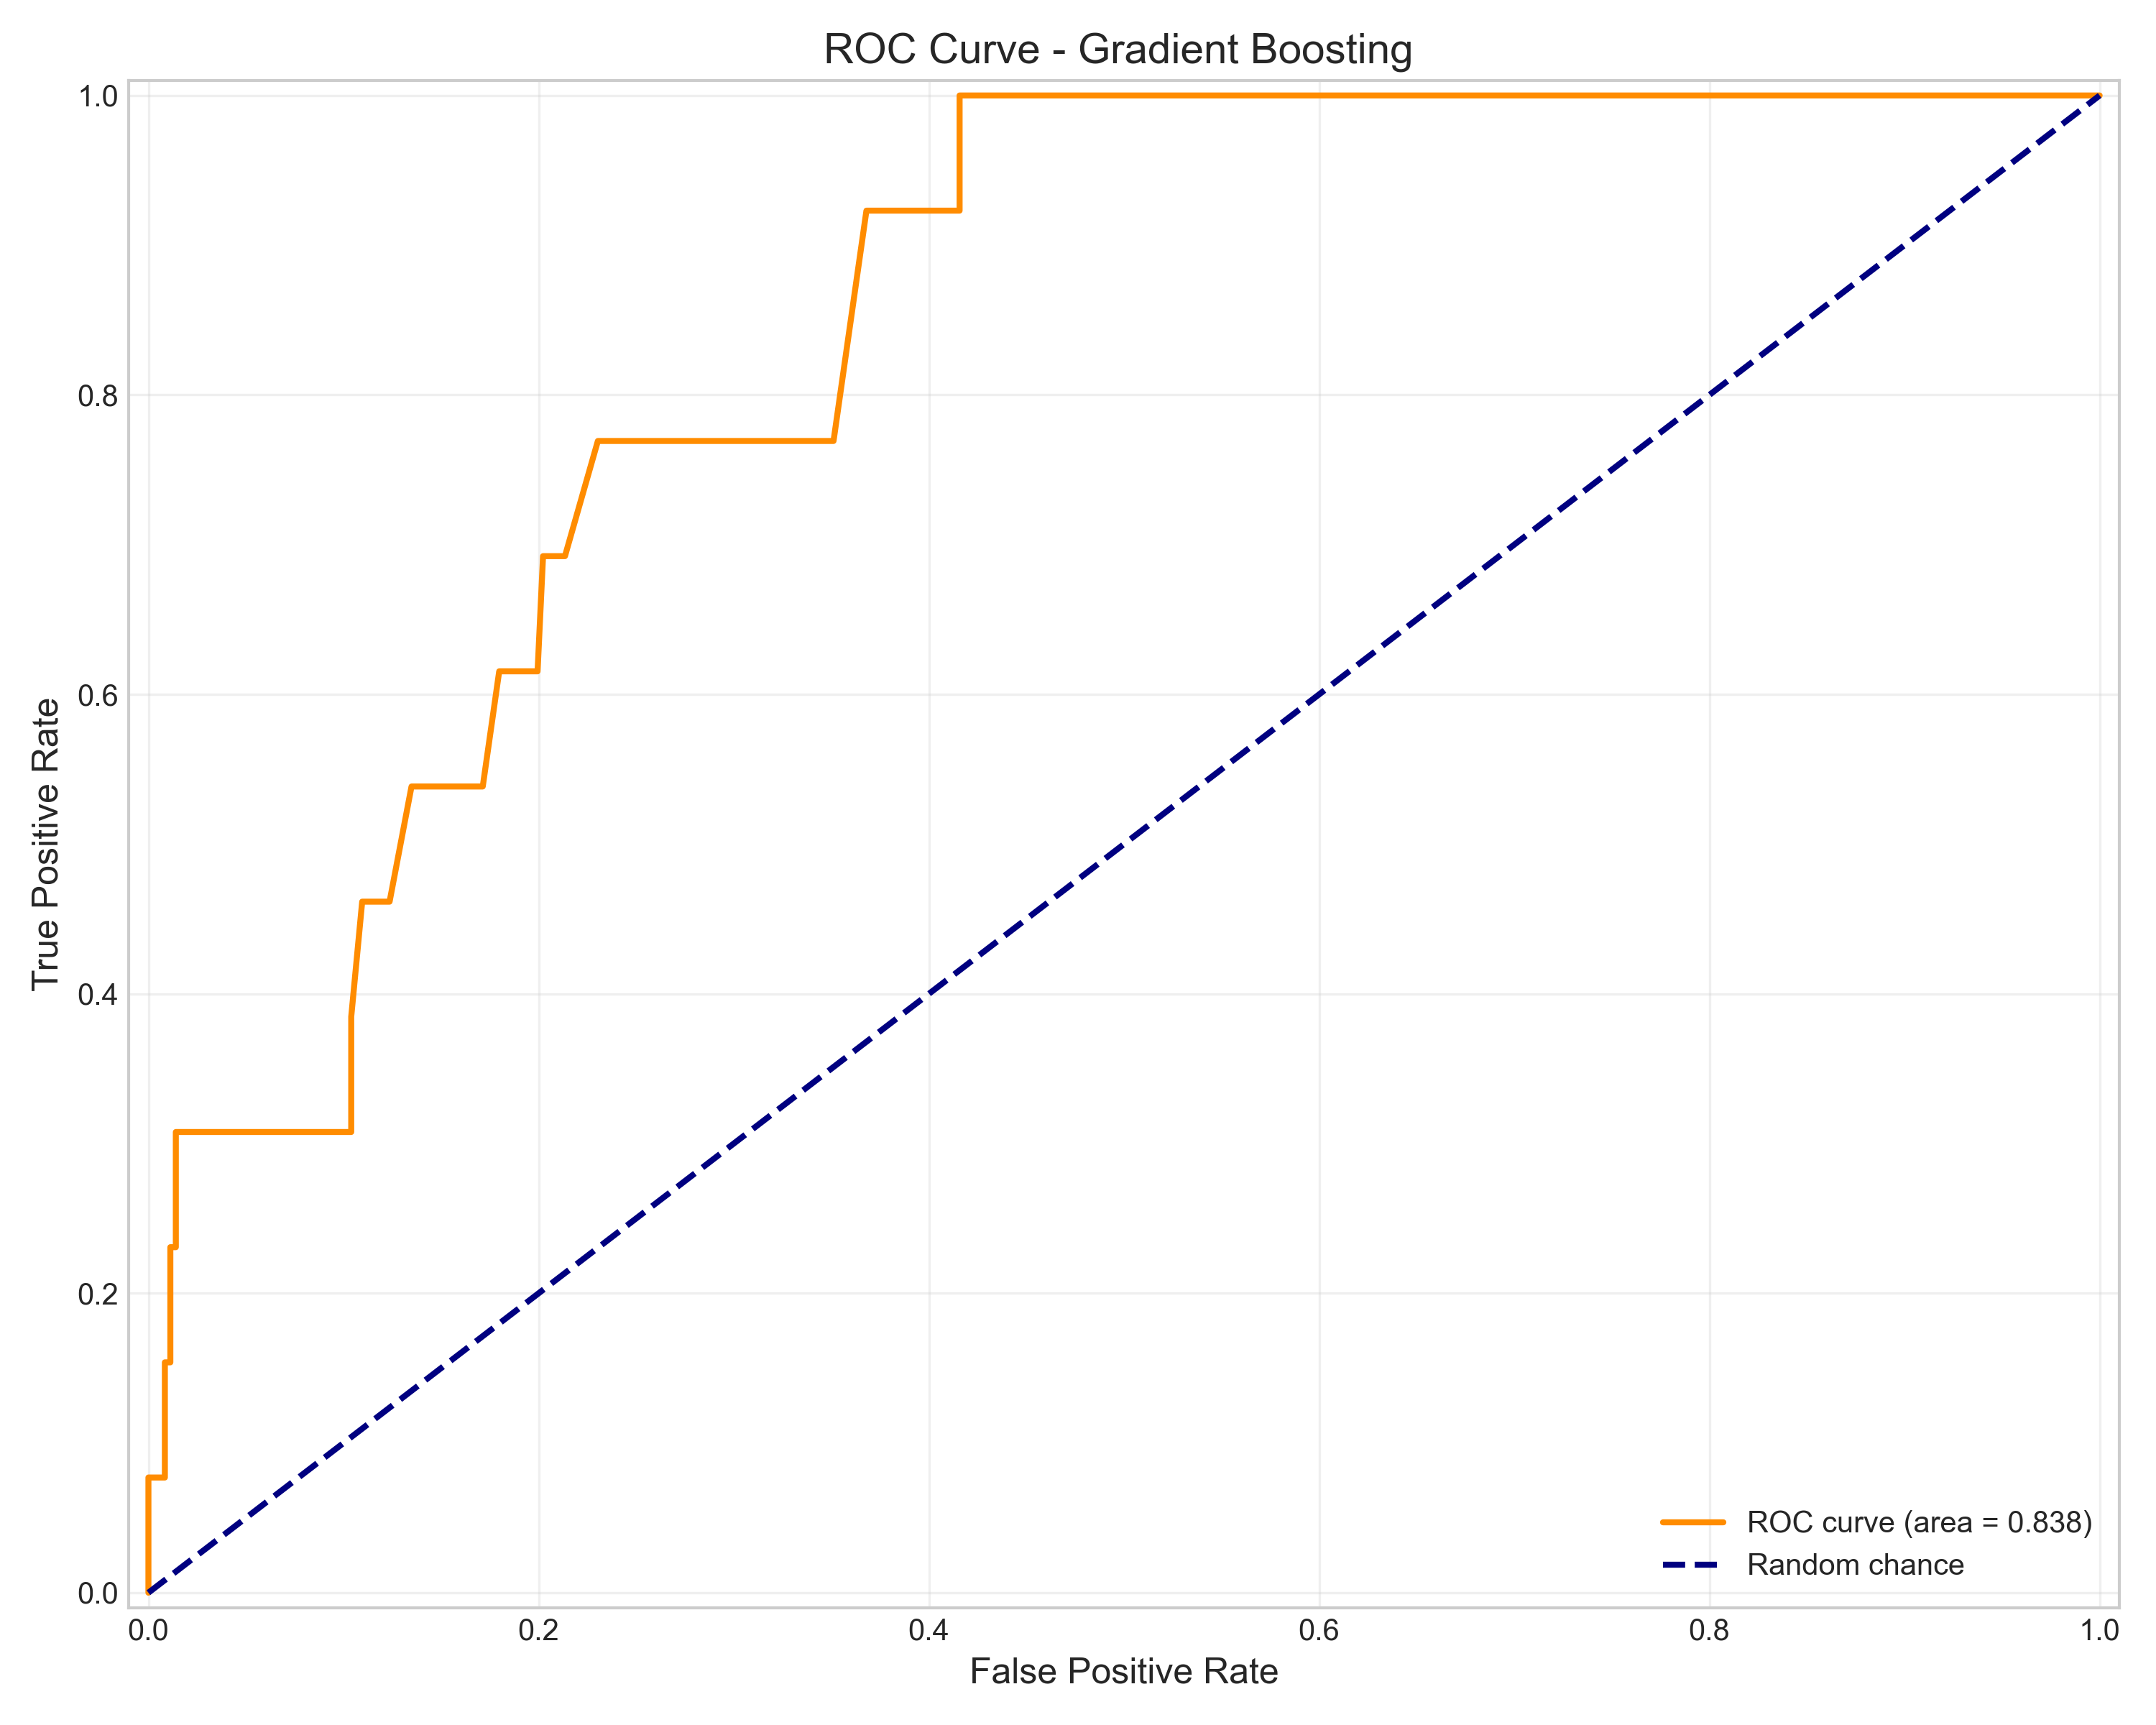 ROC Curve - Gradient Boosting
1.0
0.8
0.6
0.4
0.2
0.0
True Positive Rate
0.0 0.2 0.4 0.6 0.8 1.0
False Positive Rate
ROC curve (area = 0.838)
Random chance